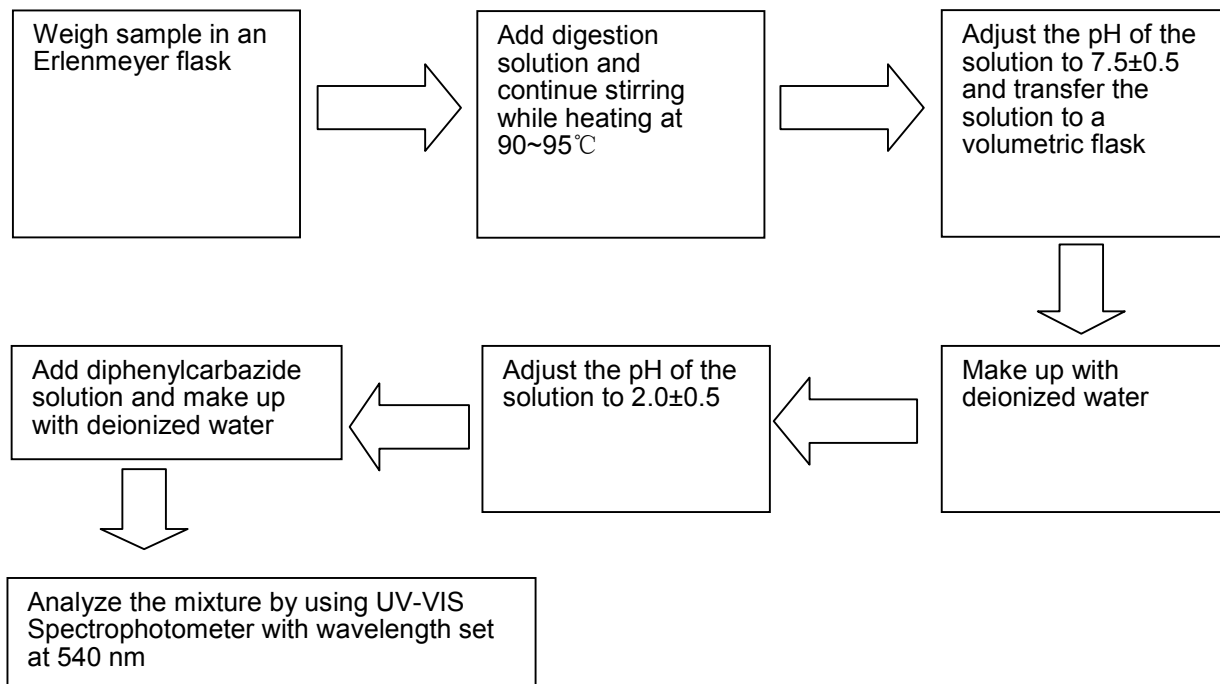 Weigh sample in an
Erlenmeyer flask
Add digestion
solution and
continue stirring
while heating at
90~95℃
Adjust the pH of the
solution to 7.5±0.5
and transfer the
solution to a
volumetric flask
Make up with
deionized water
Adjust the pH of the
solution to 2.0±0.5
Add diphenylcarbazide
solution and make up
with deionized water
Analyze the mixture by using UV-VIS
Spectrophotometer with wavelength set
at 540 nm